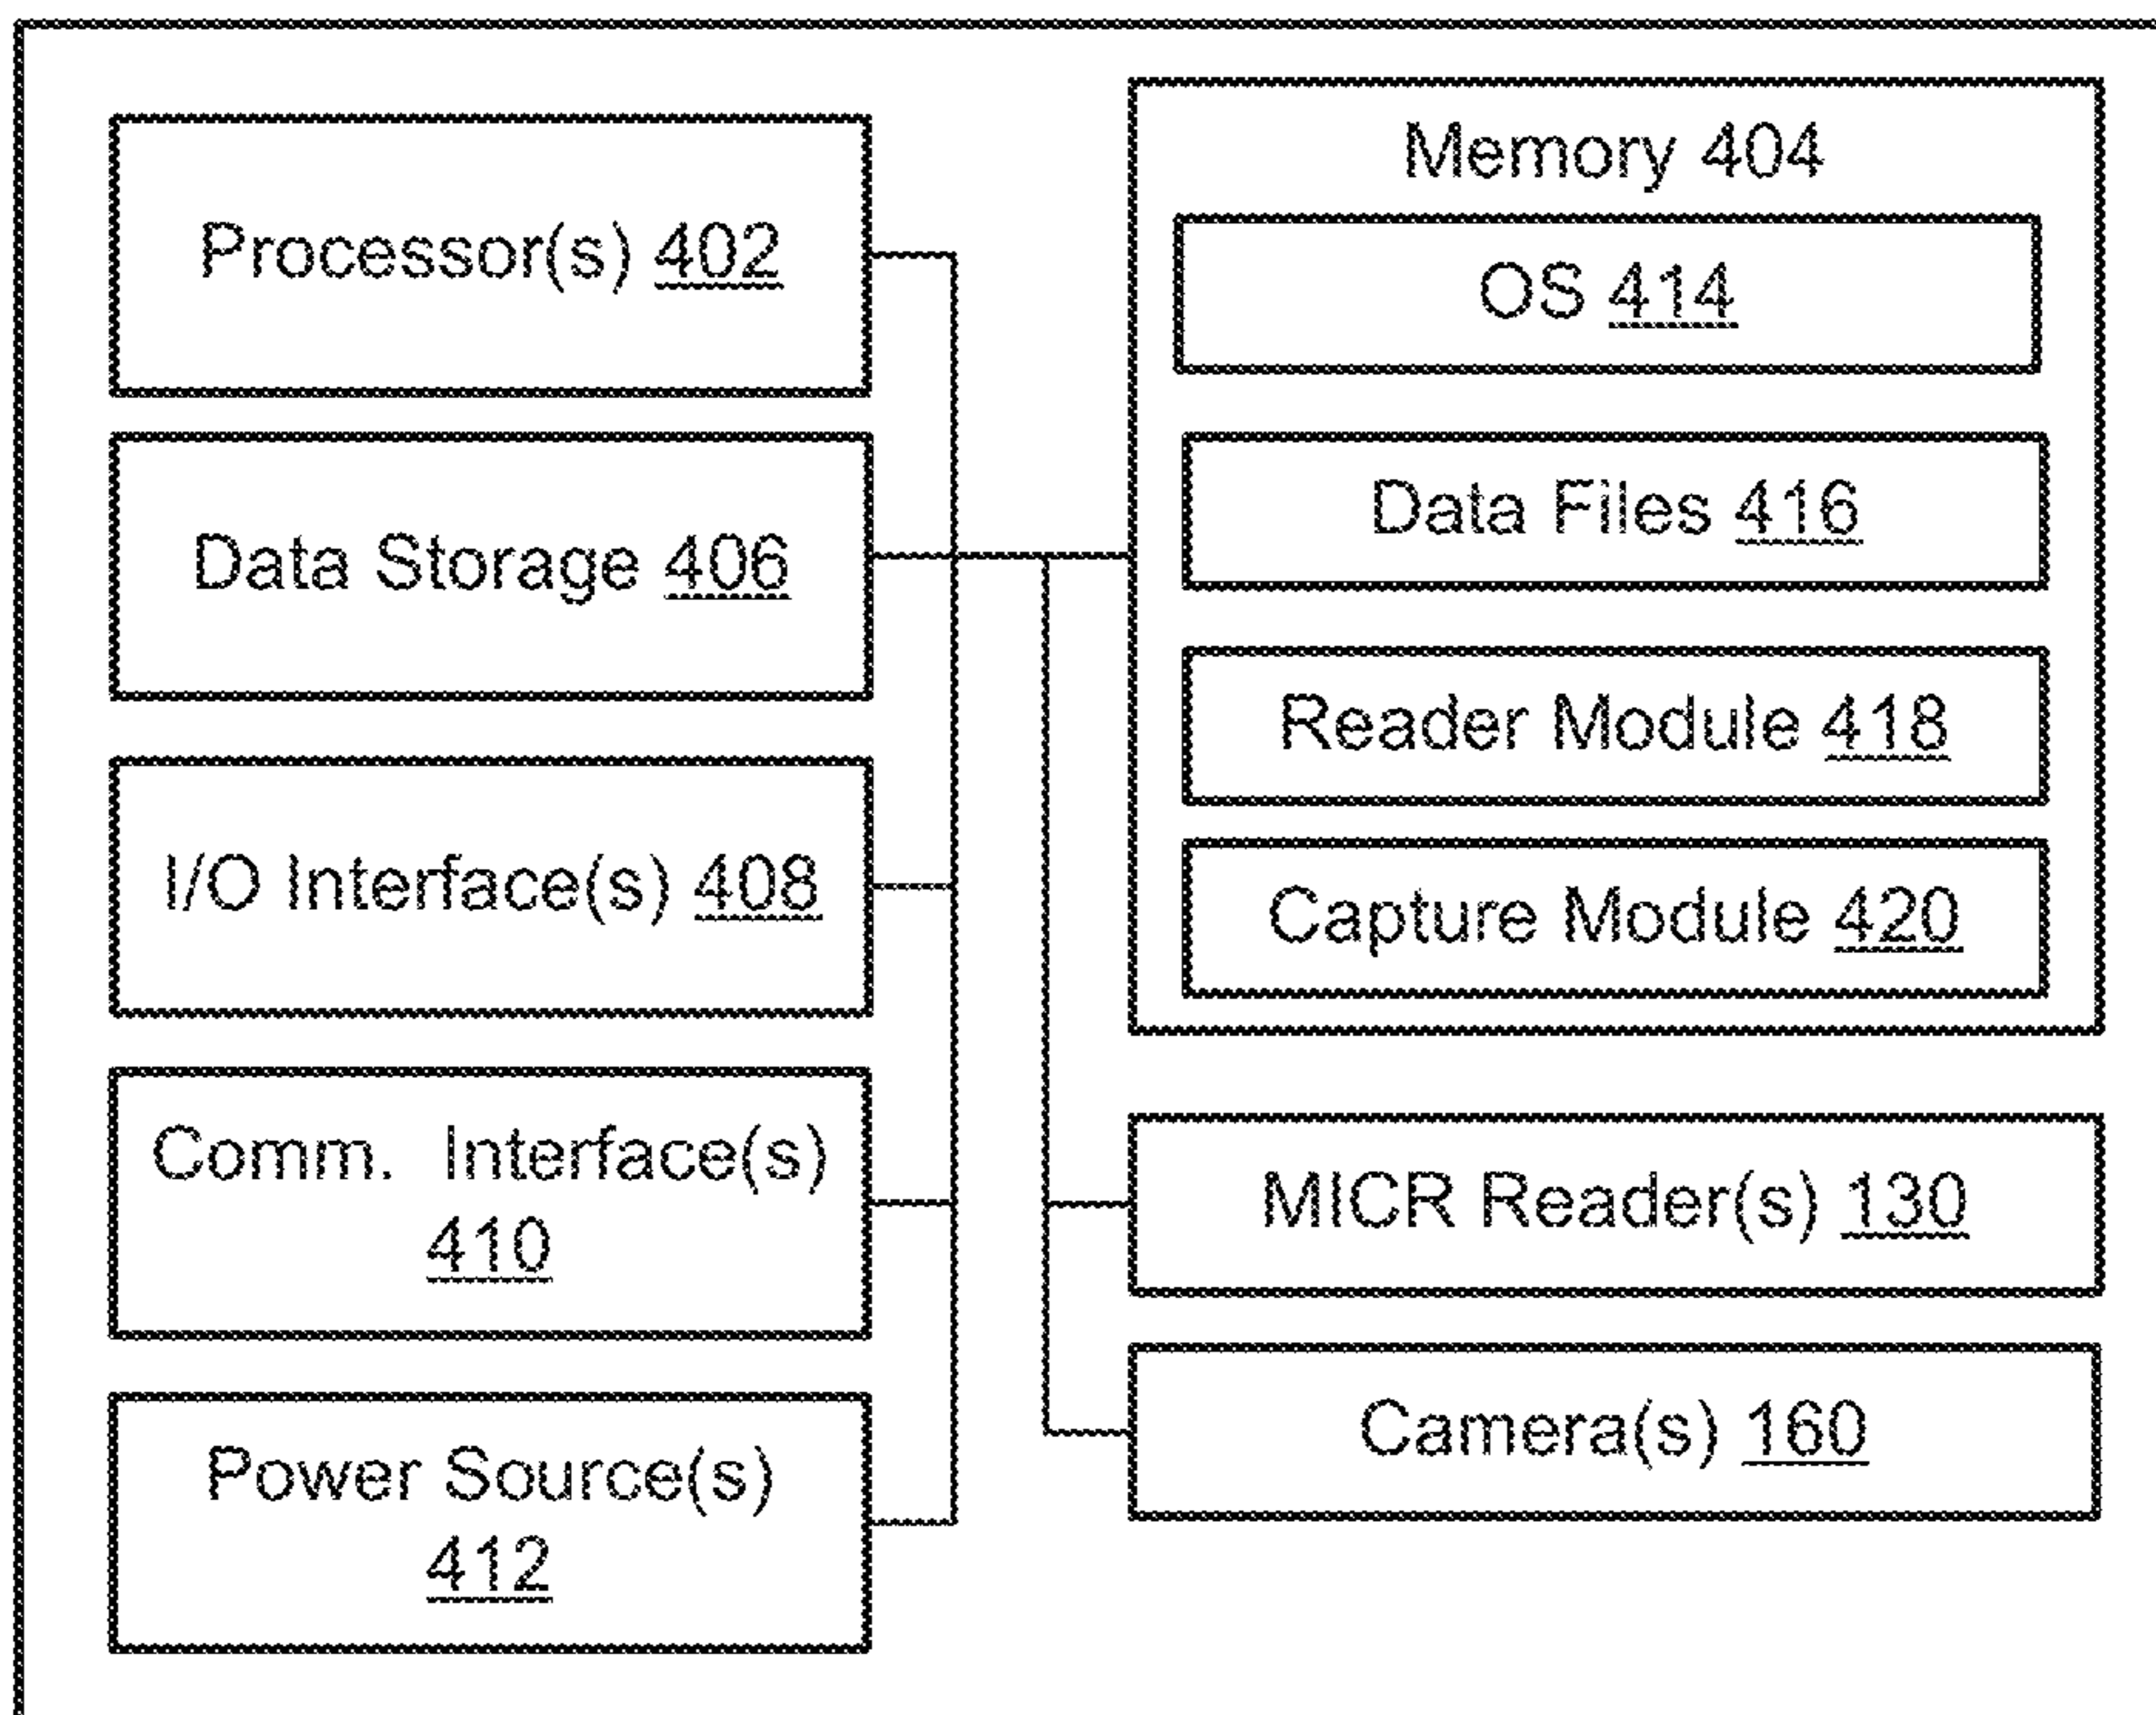 Processor(s) 402
Data Storage 406
I/O Interface(s) 408
Comm. Interface(s)
410
Power Source(s)
412
Memory 404
OS 414
Data Files 416
Reader Module 418
Capture Module 420
MICR Reader(s) 130
Camera(s) 160